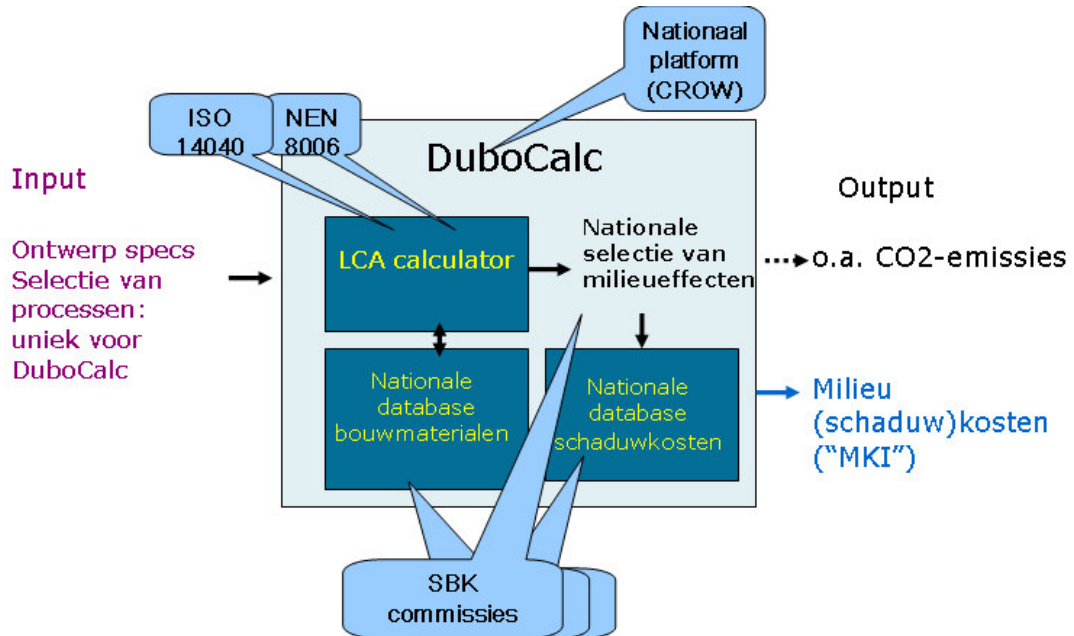 Nationaal
platform
(CROW)
ISO
14040
NEN
8006
DuboCalc
Input
Output
Ontwerp specs
Selectie van
processen:
uniek voor
DuboCalc
LCA calculator
Nationale
selectie van
milieueffecten
o.a. CO2-emissies
Nationale
database
bouwmaterialen
Nationale
database
schaduwkosten
Milieu
(schaduw)kosten
("MKI")
SBK
commissies